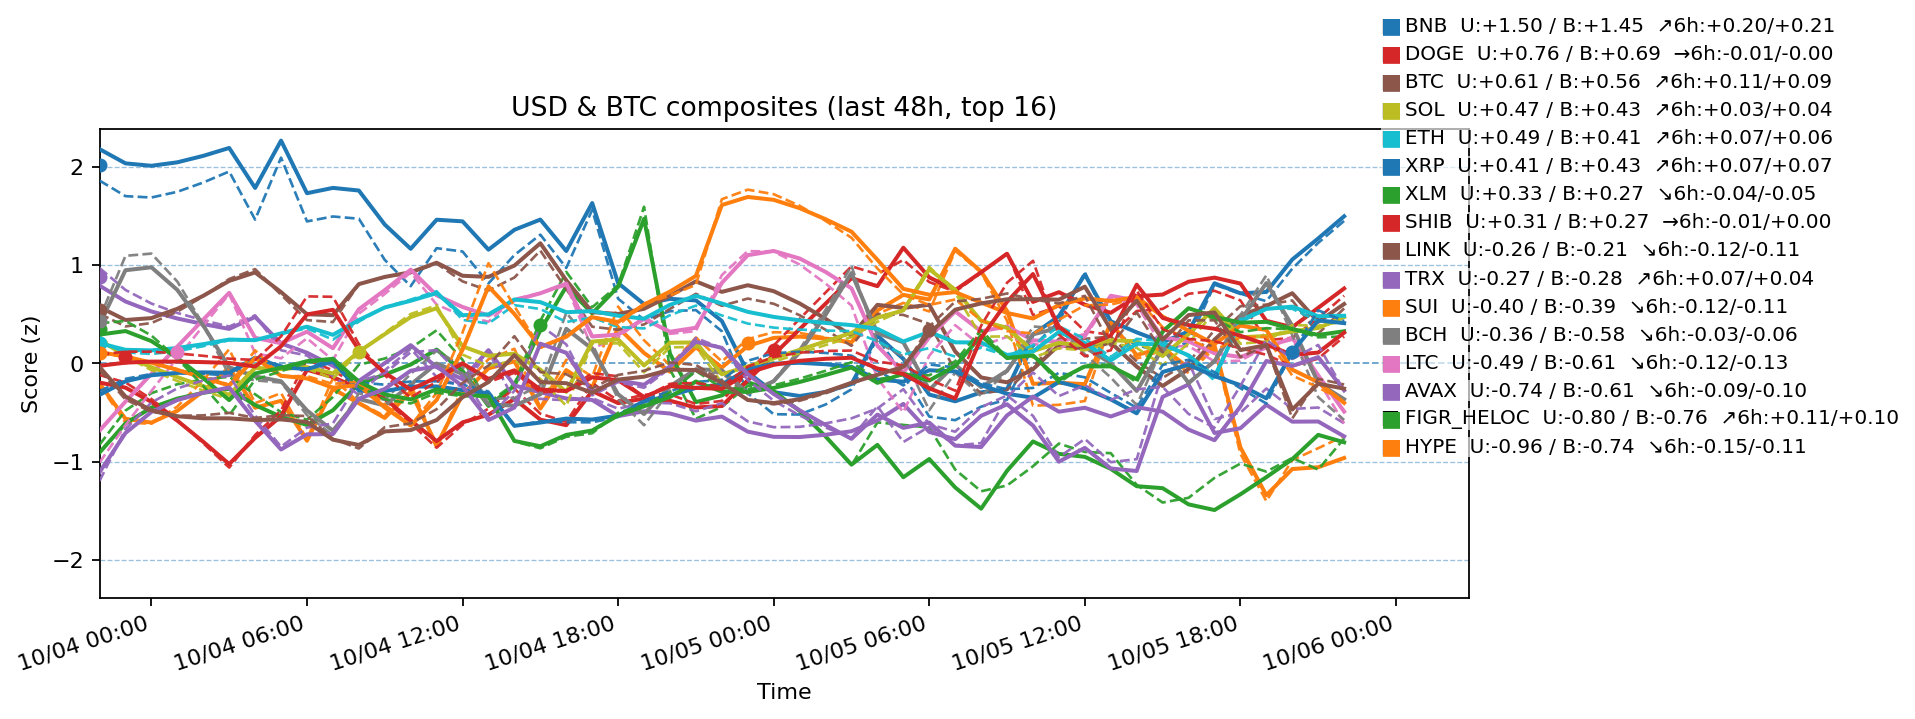 BNB  U:+1.50 / B:+1.45  ↗6h:+0.20/+0.21
DOGE  U:+0.76 / B:+0.69  →6h:-0.01/-0.00
BTC  U:+0.61 / B:+0.56  ↗6h:+0.11/+0.09
SOL  U:+0.47 / B:+0.43  ↗6h:+0.03/+0.04
ETH  U:+0.49 / B:+0.41  ↗6h:+0.07/+0.06
XRP  U:+0.41 / B:+0.43  ↗6h:+0.07/+0.07
XLM  U:+0.33 / B:+0.27  ↘6h:-0.04/-0.05
SHIB  U:+0.31 / B:+0.27  →6h:-0.01/+0.00
LINK  U:-0.26 / B:-0.21  ↘6h:-0.12/-0.11
TRX  U:-0.27 / B:-0.28  ↗6h:+0.07/+0.04
SUI  U:-0.40 / B:-0.39  ↘6h:-0.12/-0.11
BCH  U:-0.36 / B:-0.58  ↘6h:-0.03/-0.06
LTC  U:-0.49 / B:-0.61  ↘6h:-0.12/-0.13
AVAX  U:-0.74 / B:-0.61  ↘6h:-0.09/-0.10
FIGR_HELOC  U:-0.80 / B:-0.76  ↗6h:+0.11/+0.10
HYPE  U:-0.96 / B:-0.74  ↘6h:-0.15/-0.11
USD & BTC composites (last 48h, top 16)
Score (z)
2
1
0
−1
−2
10/04 00:00
10/04 06:00
10/04 12:00
10/04 18:00
10/05 00:00
10/05 06:00
10/05 12:00
10/05 18:00
10/06 00:00
Time